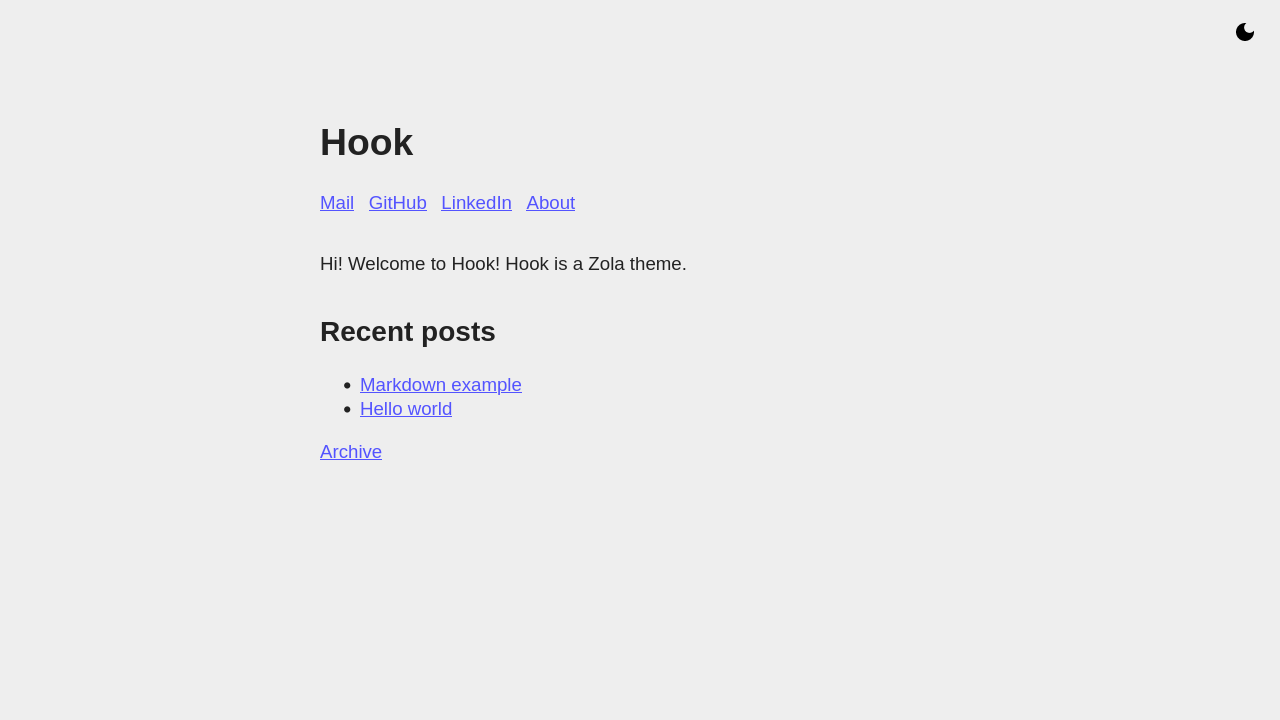 Hook
Mail GitHub LinkedIn About
Hi! Welcome to Hook! Hook is a Zola theme.
Recent posts
Markdown example
Hello world
Archive